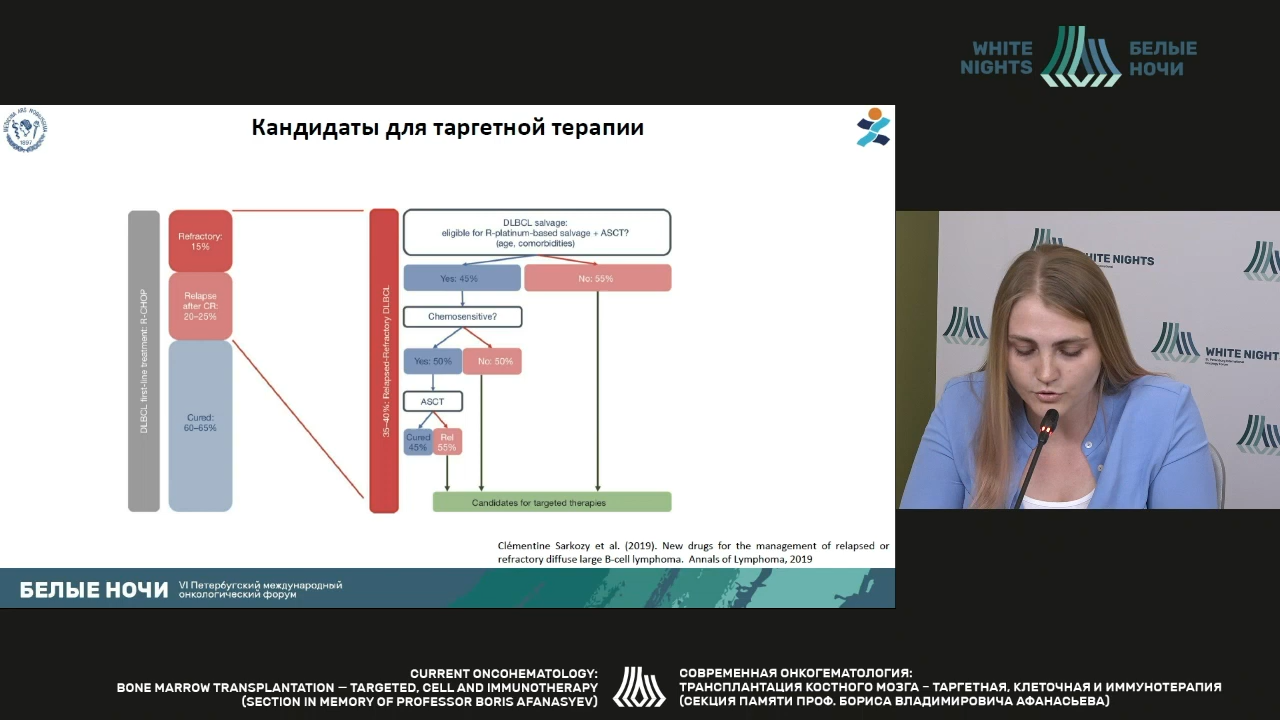 WHITE
NIGHTS
БЕЛЫЕ
НОЧИ
Кандидаты для таргетной терапии
1897
DLBCL first-line treatment: R-CHOP
Refractory:
15%
Relapse
after CR:
20–25%
Cured:
60–65%
35–40%: Relapsed-Refractory DLBCL
DLBCL salvage:
eligible for R-platinum-based salvage + ASCT?
(age, comorbidities)
Yes: 45%
No: 55%
Chemosensitive?
Yes: 50%
No: 50%
ASCT
Cured
45%
Rel
55%
Candidates for targeted therapies
Clémentine Sarkozy et al. (2019). New drugs for the management of relapsed or
refractory diffuse large B-cell lymphoma. Annals of Lymphoma, 2019
БЕЛЫЕ НОЧИ
VI Петербугский международный
онкологический форум
WHITE NIGHTS
WHITE NIGHTS
CURRENT ONCOHEMATOLOGY:
BONE MARROW TRANSPLANTATION — TARGETED, CELL AND IMMUNOTHERAPY
(SECTION IN MEMORY OF PROFESSOR BORIS AFANASYEV)
СОВРЕМЕННАЯ ОНКОГЕМАТОЛОГИЯ:
ТРАНСПЛАНТАЦИЯ КОСТНОГО МОЗГА – ТАРГЕТНАЯ, КЛЕТОЧНАЯ И ИММУНОТЕРАПИЯ
(СЕКЦИЯ ПАМЯТИ ПРОФ. БОРИСА ВЛАДИМИРОВИЧА АФАНАСЬЕВА)